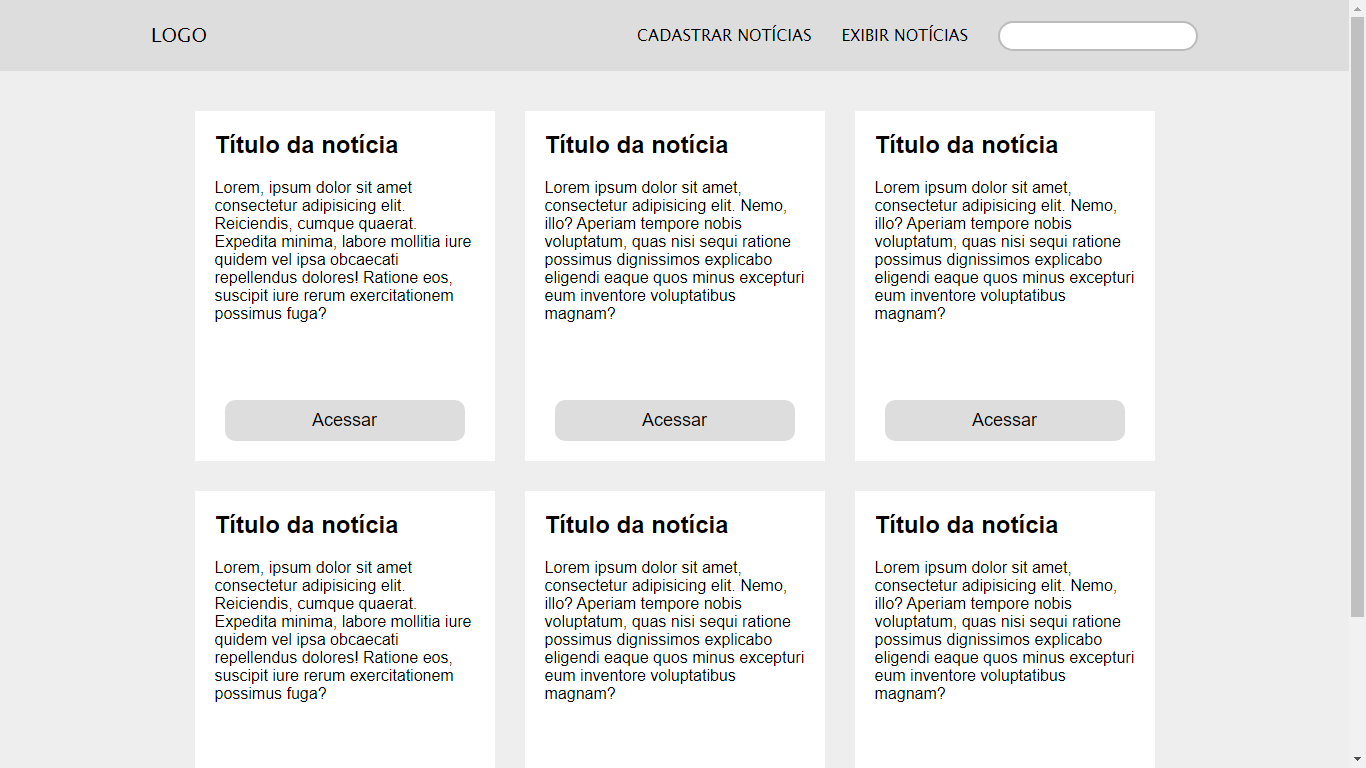 LOGO
CADASTRAR NOTÍCIAS
EXIBIR NOTÍCIAS
Título da notícia
Lorem, ipsum dolor sit amet
consectetur adipisicing elit.
Reiciendis, cumque quaerat.
Expedita minima, labore mollitia iure
quidem vel ipsa obcaecati
repellendus dolores! Ratione eos,
suscipit iure rerum exercitationem
possimus fuga?
Acessar
Título da notícia
Lorem ipsum dolor sit amet,
consectetur adipisicing elit. Nemo,
illo? Aperiam tempore nobis
voluptatum, quas nisi sequi ratione
possimus dignissimos explicabo
eligendi eaque quos minus excepturi
eum inventore voluptatibus
magnam?
Acessar
Título da notícia
Lorem ipsum dolor sit amet,
consectetur adipisicing elit. Nemo,
illo? Aperiam tempore nobis
voluptatum, quas nisi sequi ratione
possimus dignissimos explicabo
eligendi eaque quos minus excepturi
eum inventore voluptatibus
magnam?
Acessar
Título da notícia
Lorem, ipsum dolor sit amet
consectetur adipisicing elit.
Reiciendis, cumque quaerat.
Expedita minima, labore mollitia iure
quidem vel ipsa obcaecati
repellendus dolores! Ratione eos,
suscipit iure rerum exercitationem
possimus fuga?
Título da notícia
Lorem ipsum dolor sit amet,
consectetur adipisicing elit. Nemo,
illo? Aperiam tempore nobis
voluptatum, quas nisi sequi ratione
possimus dignissimos explicabo
eligendi eaque quos minus excepturi
eum inventore voluptatibus
magnam?
Título da notícia
Lorem ipsum dolor sit amet,
consectetur adipisicing elit. Nemo,
illo? Aperiam tempore nobis
voluptatum, quas nisi sequi ratione
possimus dignissimos explicabo
eligendi eaque quos minus excepturi
eum inventore voluptatibus
magnam?